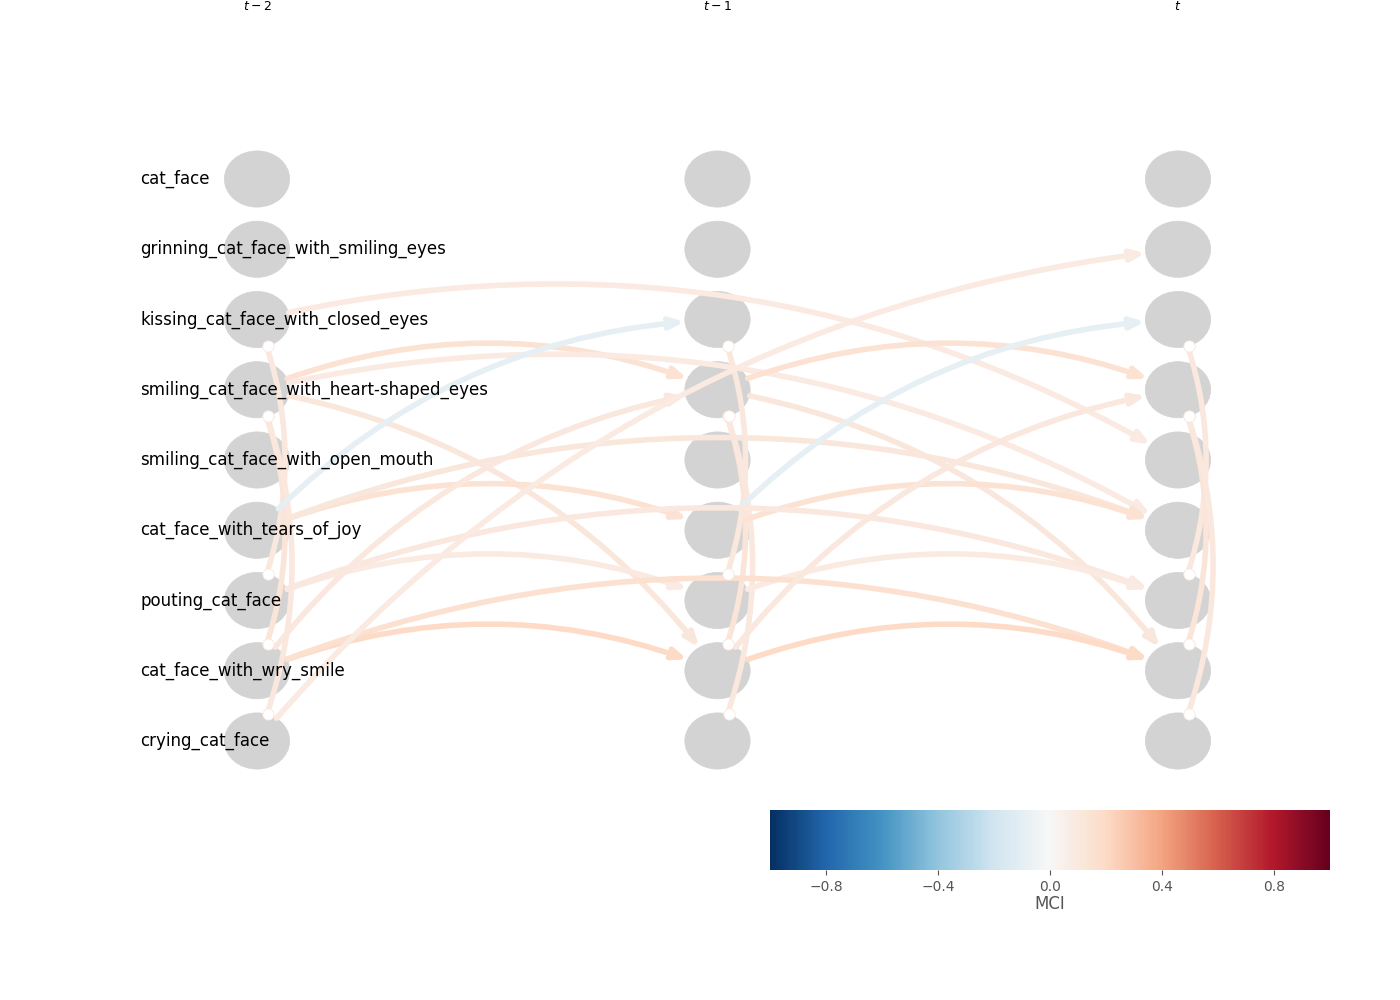 t − 2 t − 1 t
cat_face
grinning_cat_face_with_smiling_eyes
kissing_cat_face_with_closed_eyes
smiling_cat_face_with_heart-shaped_eyes
smiling_cat_face_with_open_mouth
cat_face_with_tears_of_joy
pouting_cat_face
cat_face_with_wry_smile
crying_cat_face
−0.8 −0.4 0.0 0.4 0.8
MCI